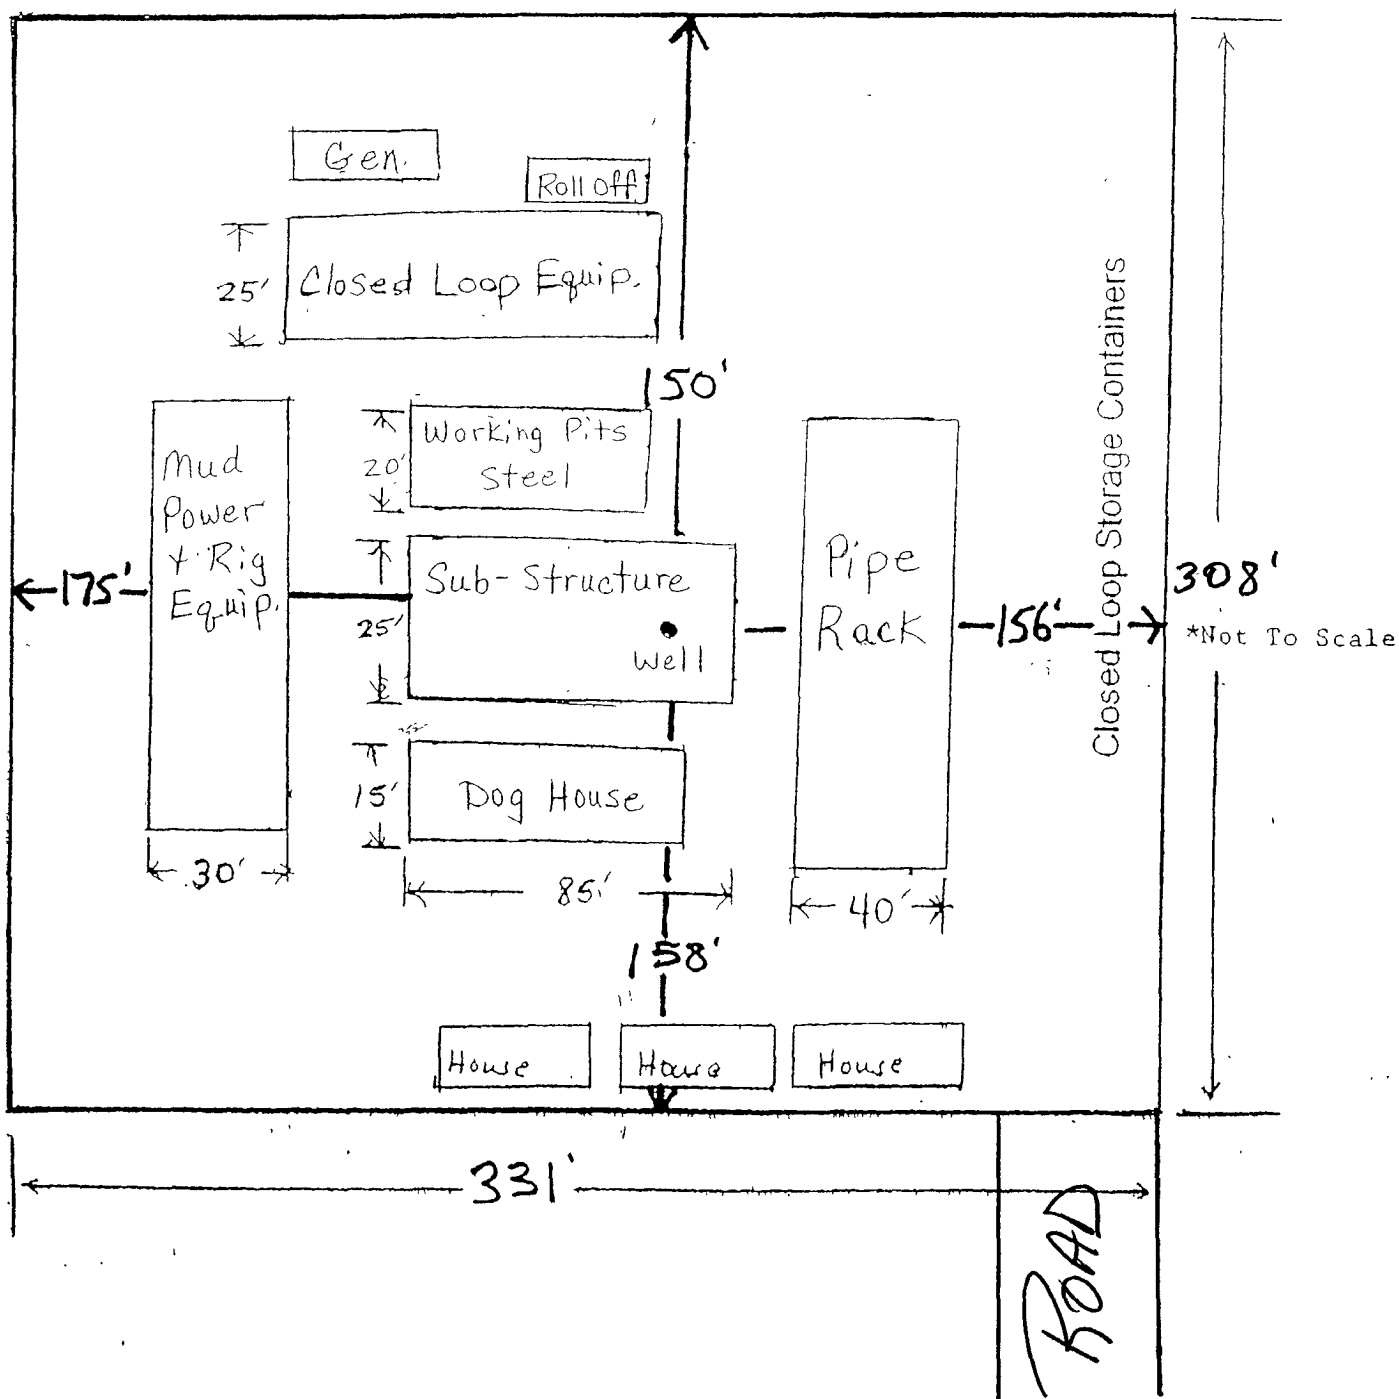 Gen.
Roll Off
25'
Closed Loop Equip.
150'
Closed Loop Storage Containers
Working Pits
Steel
20'
Mud
Power
+ Rig
Equip.
175'
Sub-Structure
25'
Well
Pipe
Rack
156'
308'
*Not To Scale
15'
Dog House
30'
85'
40'
158'
House
House
House
331'
ROAD